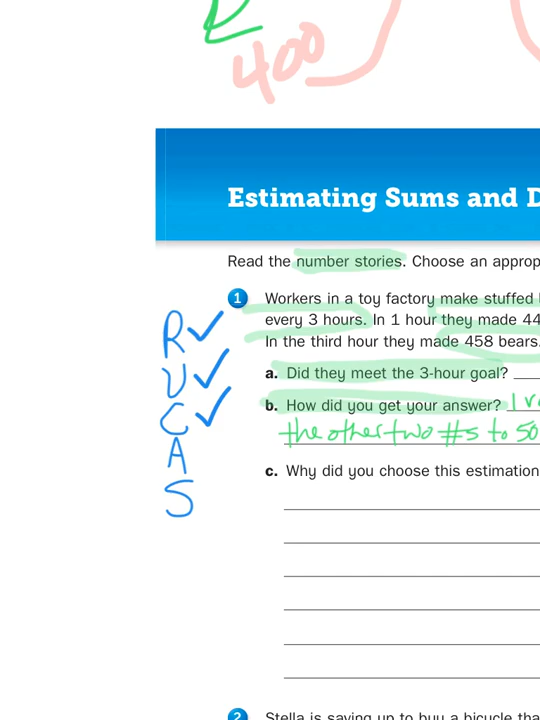 400
Estimating Sums and
Read the number stories. Choose an
1 Workers in a toy factory make stuffed
every 3 hours. In 1 hour they made 44
In the third hour they made 458 bears.
a. Did they meet the 3-hour goal?
b. How did you get your answer? I
the other two #s to 50
c. Why did you choose this estimation
R
U
C
A
S
2 Stella is saving up to buy a bicycle